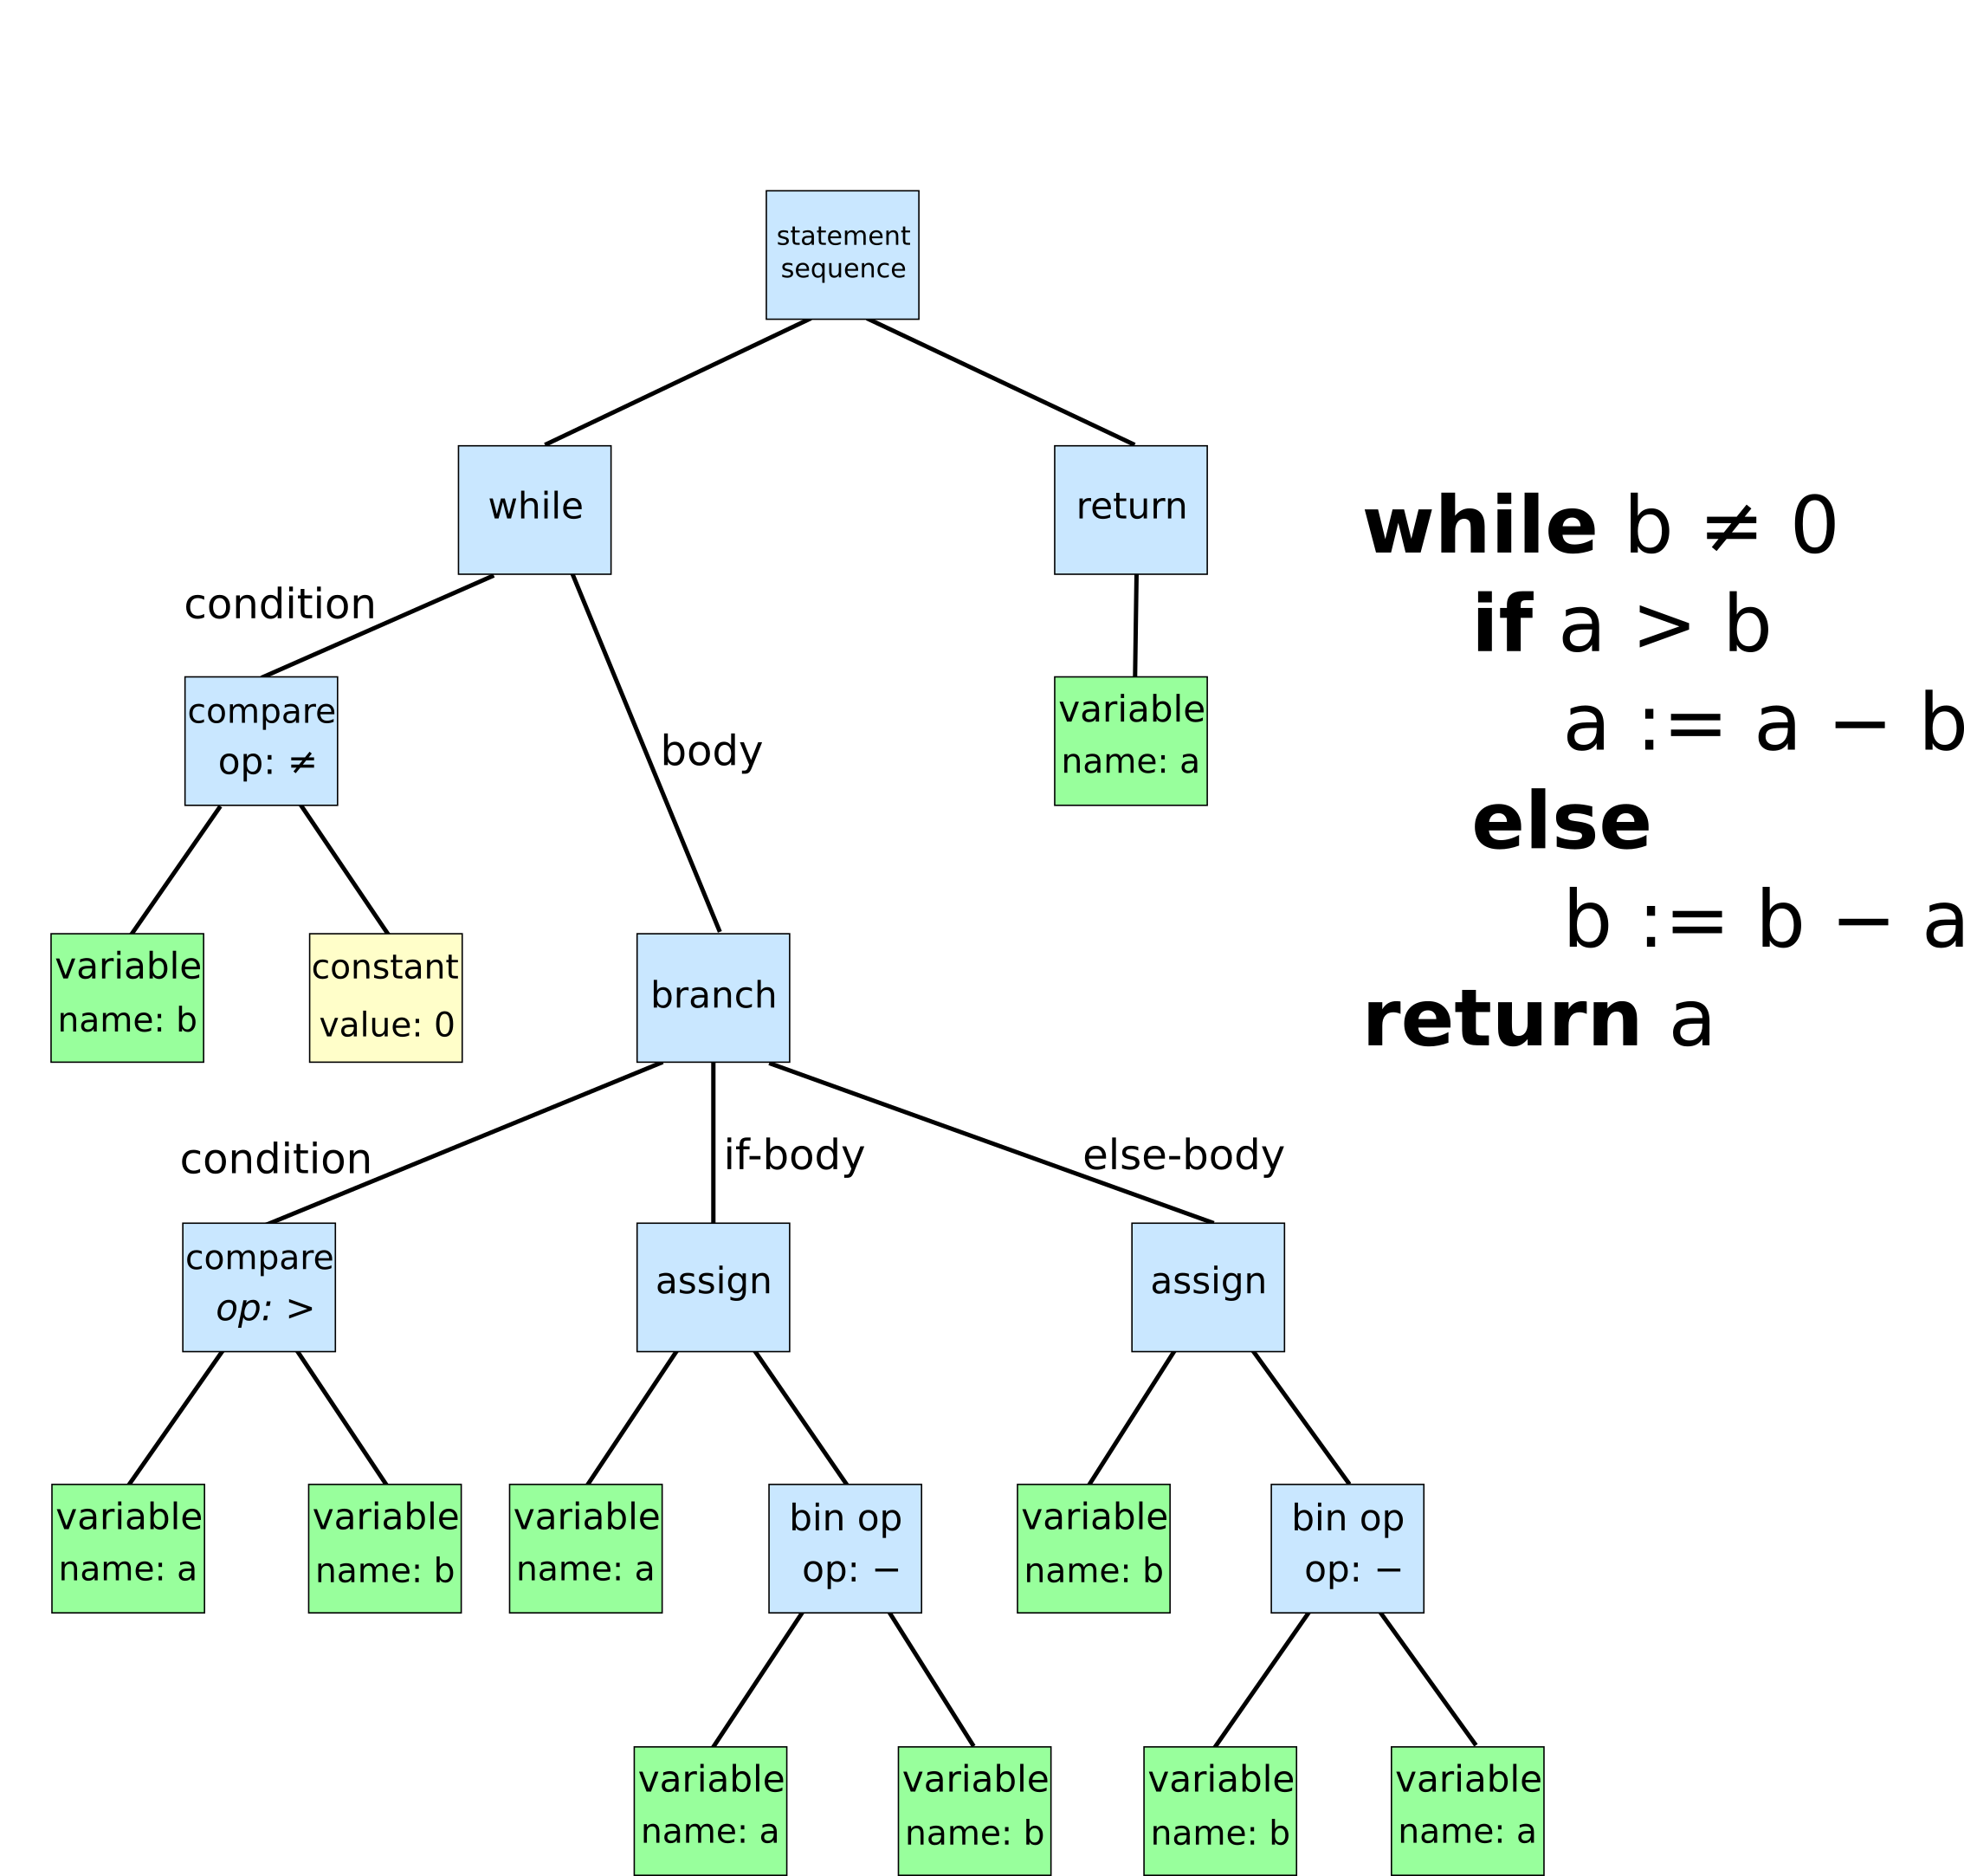 statement
sequence
while
return
while b ≠ 0
if a > b
a := a − b
else
b := b − a
return a
condition
body
compare
op: ≠
variable
name: a
variable
name: b
constant
value: 0
branch
condition
if-body
else-body
compare
op: >
assign
assign
variable
name: a
variable
name: b
variable
name: a
bin op
op: −
variable
name: b
bin op
op: −
variable
name: a
variable
name: b
variable
name: b
variable
name: a